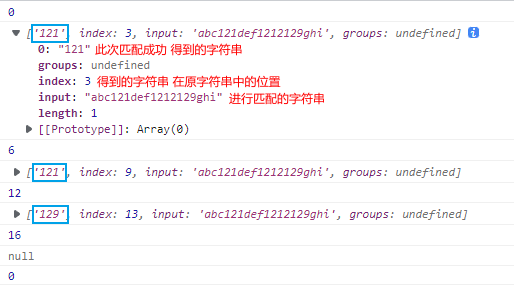 0
['121', index: 3, input: 'abc121def1212129ghi', groups: undefined] i
0: "121" 此次匹配成功 得到的字符串
groups: undefined
index: 3 得到的字符串 在原字符串中的位置
input: "abc121def1212129ghi" 进行匹配的字符串
length: 1
[[Prototype]]: Array(0)
6
['121', index: 9, input: 'abc121def1212129ghi', groups: undefined]
12
['129', index: 13, input: 'abc121def1212129ghi', groups: undefined]
16
null
0